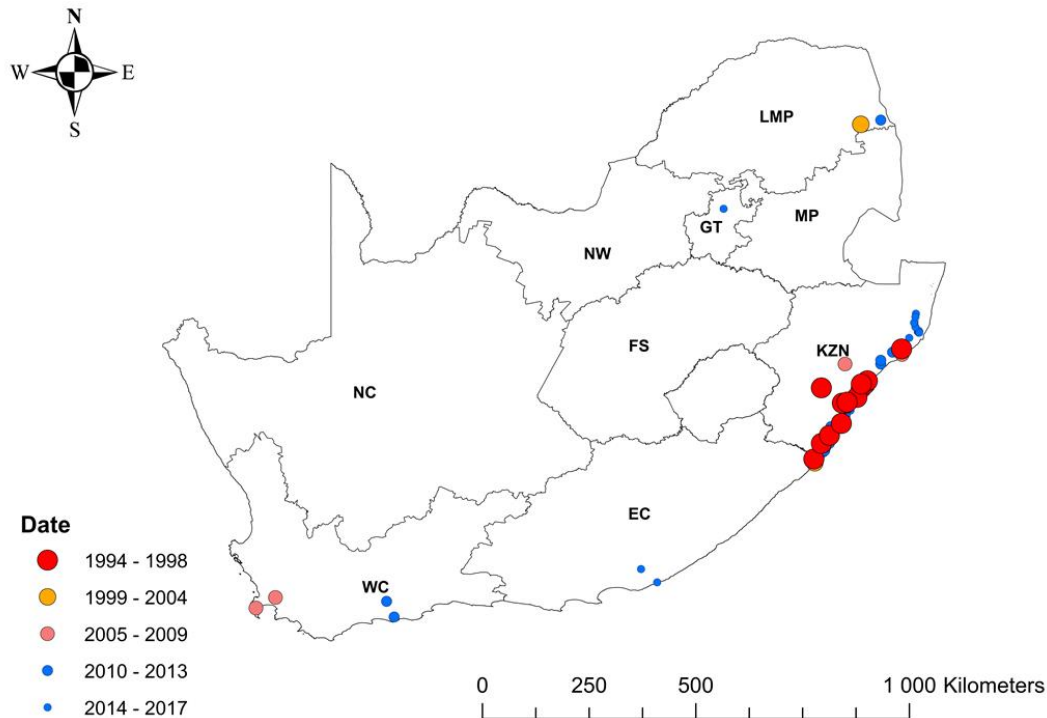 N
W E
S
LMP
MP
GT
NW
FS
KZN
NC
EC
WC
Date
1994 - 1998
1999 - 2004
2005 - 2009
2010 - 2013
2014 - 2017
0 250 500 1 000 Kilometers